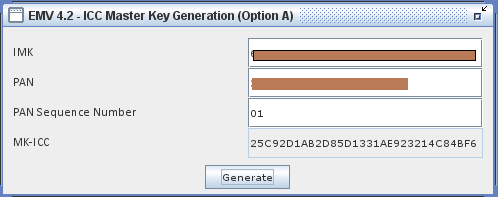 EMV 4.2 - ICC Master Key Generation (Option A)
IMK
PAN
PAN Sequence Number 01
MK-ICC 25C92D1AB2D85D1331AE923214C84BF6
Generate